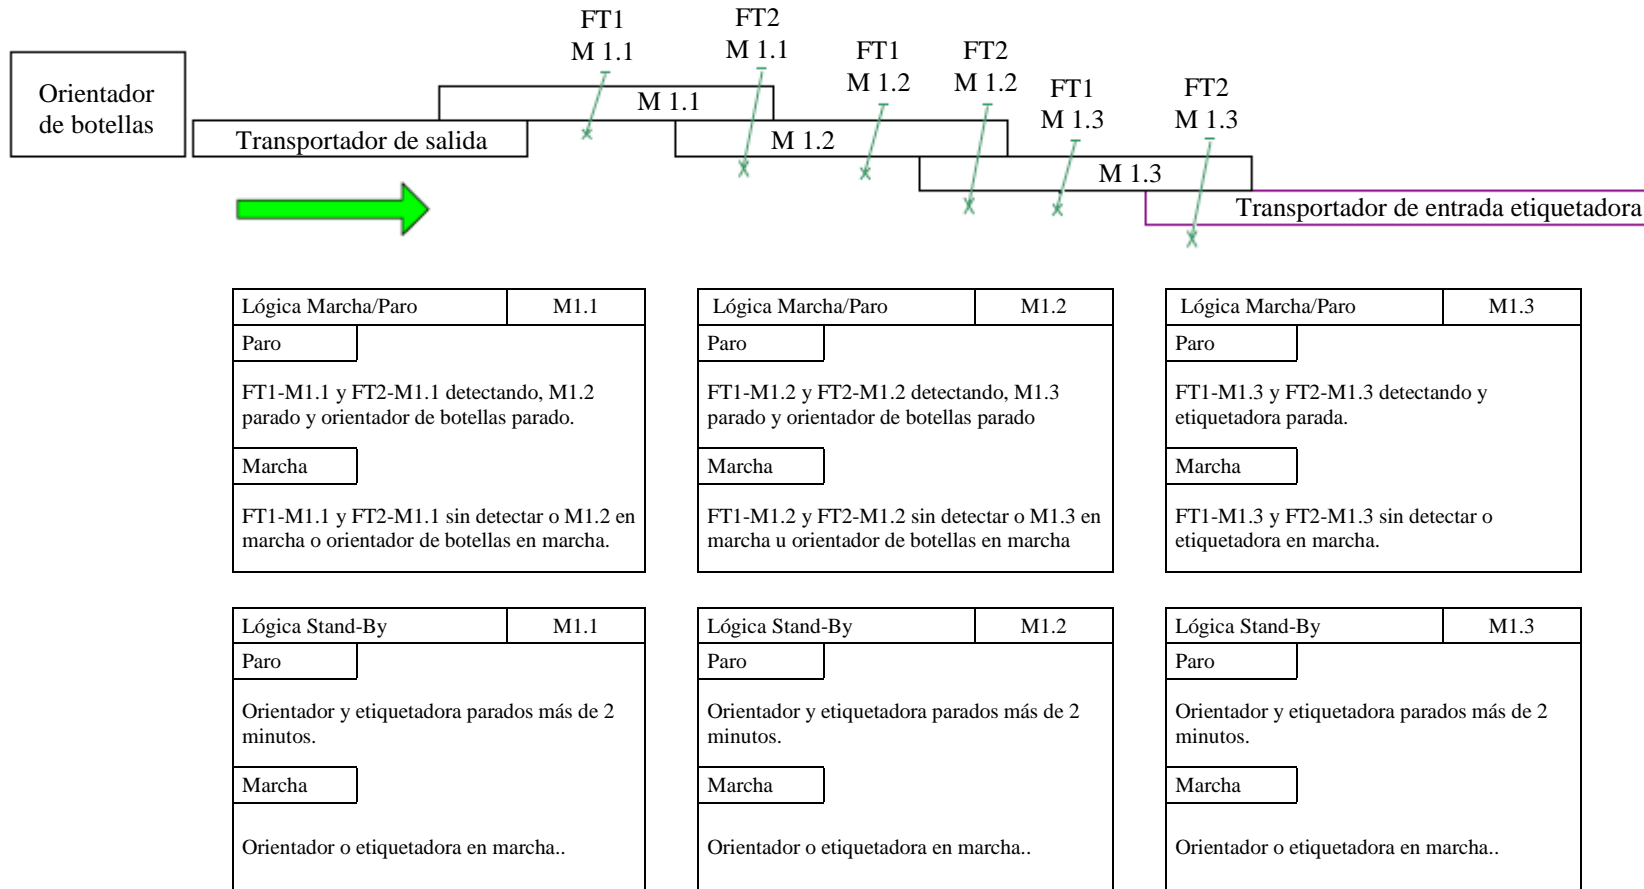 FT1
M 1.1
FT2
M 1.1
FT1
M 1.2
FT2
M 1.2
FT1
M 1.3
FT2
M 1.3
Orientador
de botellas
M 1.1
Transportador de salida
M 1.2
M 1.3
Transportador de entrada etiquetadora
Lógica Marcha/Paro
M1.1
Paro
FT1-M1.1 y FT2-M1.1 detectando, M1.2
parado y orientador de botellas parado.
Marcha
FT1-M1.1 y FT2-M1.1 sin detectar o M1.2 en
marcha o orientador de botellas en marcha.
Lógica Marcha/Paro
M1.2
Paro
FT1-M1.2 y FT2-M1.2 detectando, M1.3
parado y orientador de botellas parado
Marcha
FT1-M1.2 y FT2-M1.2 sin detectar o M1.3 en
marcha u orientador de botellas en marcha
Lógica Marcha/Paro
M1.3
Paro
FT1-M1.3 y FT2-M1.3 detectando y
etiquetadora parada.
Marcha
FT1-M1.3 y FT2-M1.3 sin detectar o
etiquetadora en marcha.
Lógica Stand-By
M1.1
Paro
Orientador y etiquetadora parados más de 2
minutos.
Marcha
Orientador o etiquetadora en marcha..
Lógica Stand-By
M1.2
Paro
Orientador y etiquetadora parados más de 2
minutos.
Marcha
Orientador o etiquetadora en marcha..
Lógica Stand-By
M1.3
Paro
Orientador y etiquetadora parados más de 2
minutos.
Marcha
Orientador o etiquetadora en marcha..